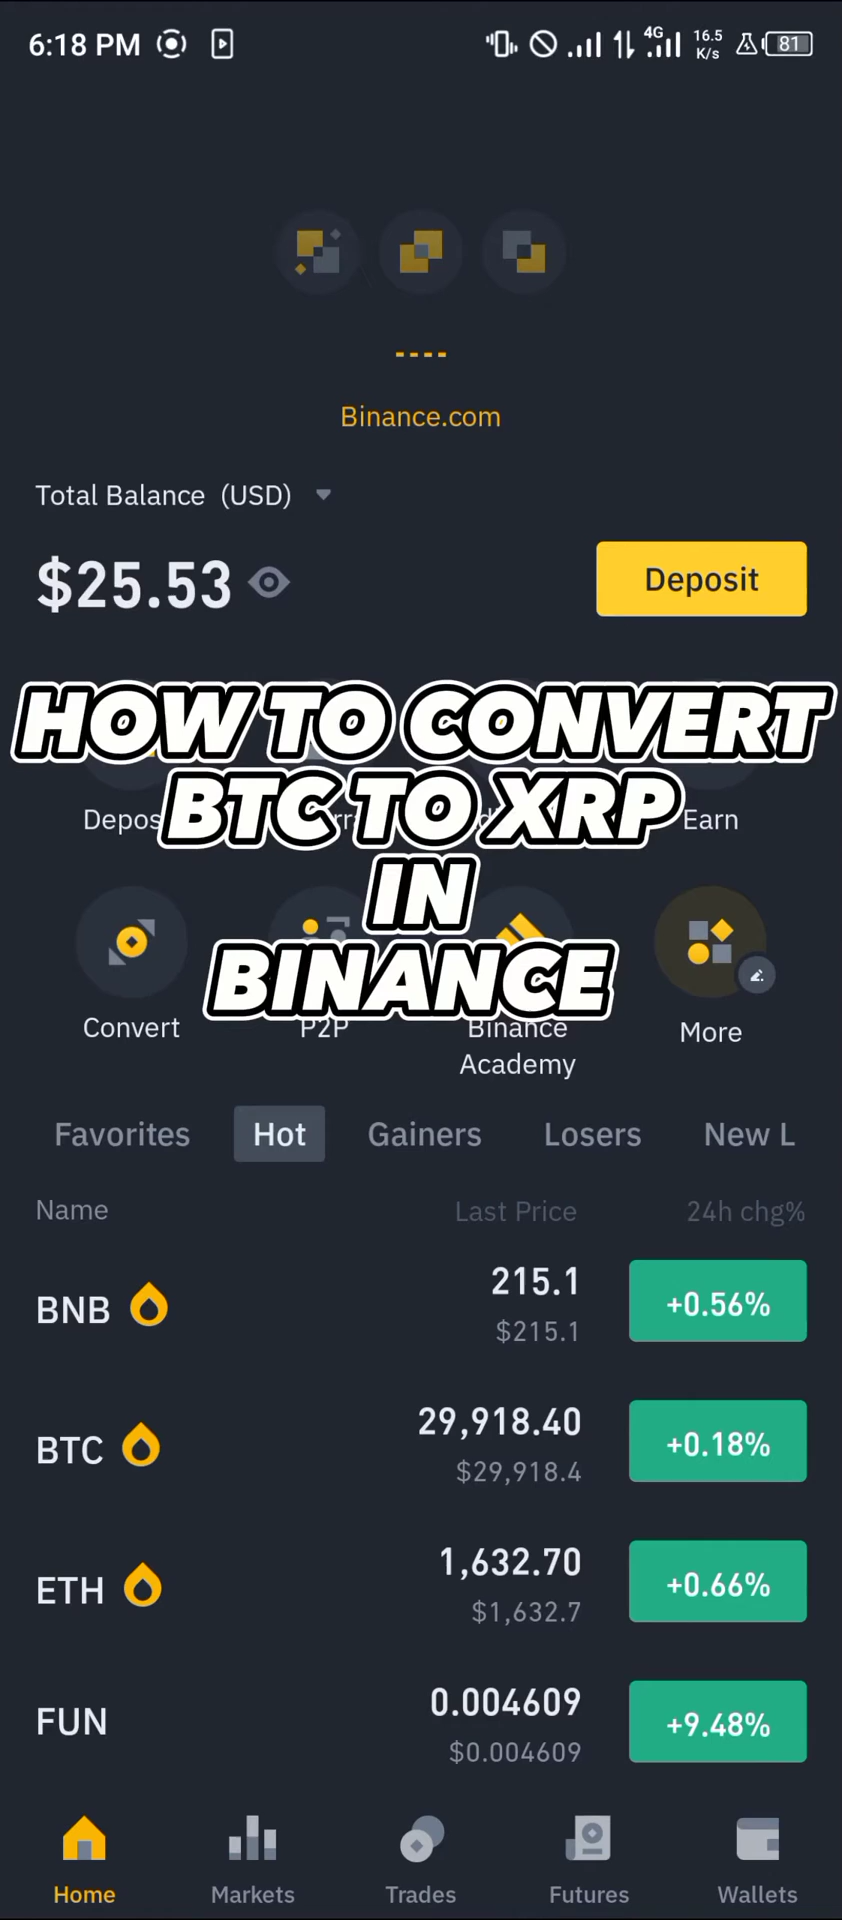 6:18 PM
4G
16.5
K/s
81
----
Binance.com
Total Balance (USD)
$25.53
Deposit
HOW TO CONVERT
BTC TO XRP
IN
BINANCE
Earn
Convert
P2P
Binance
Academy
More
Favorites
Hot
Gainers
Losers
New L
Name
Last Price
24h chg%
BNB
215.1
$215.1
+0.56%
BTC
29,918.40
$29,918.4
+0.18%
ETH
1,632.70
$1,632.7
+0.66%
FUN
0.004609
$0.004609
+9.48%
Home
Markets
Trades
Futures
Wallets